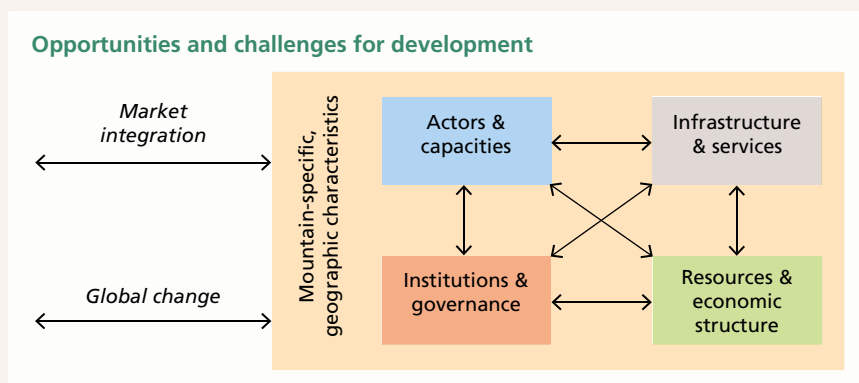 Opportunities and challenges for development
Market
integration
Global change
Mountain-specific,
geographic characteristics
Actors &
capacities
Infrastructure
& services
Institutions &
governance
Resources &
economic
structure